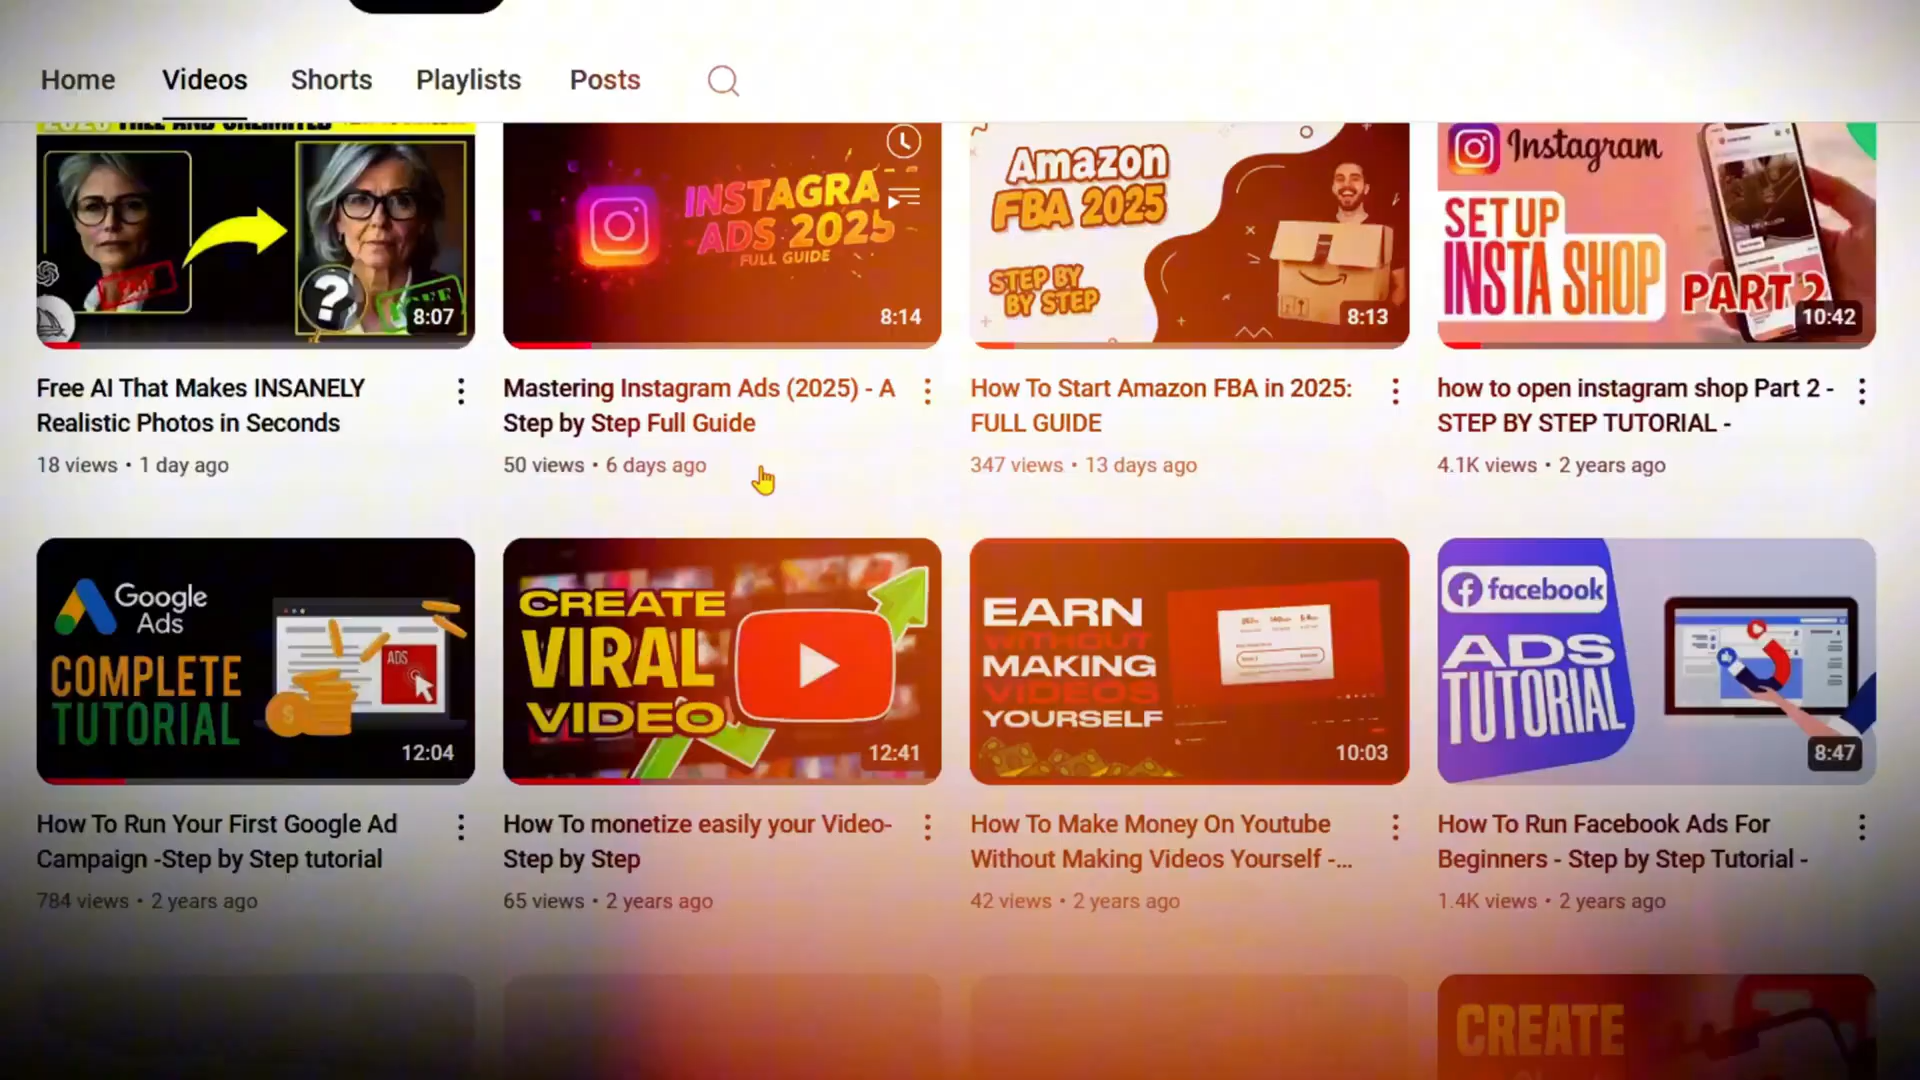 Home Videos Shorts Playlists Posts
INSTAGRA
ADS 2025
FULL GUIDE
Amazon
FBA 2025
STEP BY
BY STEP
Instagram
SET UP
INSTA SHOP
PART 2
8:07
8:14
8:13
10:42
Free AI That Makes INSANELY
Realistic Photos in Seconds
18 views • 1 day ago
Mastering Instagram Ads (2025) - A
Step by Step Full Guide
50 views • 6 days ago
How To Start Amazon FBA in 2025:
FULL GUIDE
347 views • 13 days ago
how to open instagram shop Part 2 -
STEP BY STEP TUTORIAL -
4.1K views • 2 years ago
Google
Ads
COMPLETE
TUTORIAL
ADS
12:04
CREATE
VIRAL
VIDEO
12:41
EARN
WITHOUT
MAKING
VIDEOS
YOURSELF
10:03
facebook
ADS
TUTORIAL
8:47
How To Run Your First Google Ad
Campaign -Step by Step tutorial
784 views • 2 years ago
How To monetize easily your Video-
Step by Step
65 views • 2 years ago
How To Make Money On Youtube
Without Making Videos Yourself -...
42 views • 2 years ago
How To Run Facebook Ads For
Beginners - Step by Step Tutorial -
1.4K views • 2 years ago
CREATE